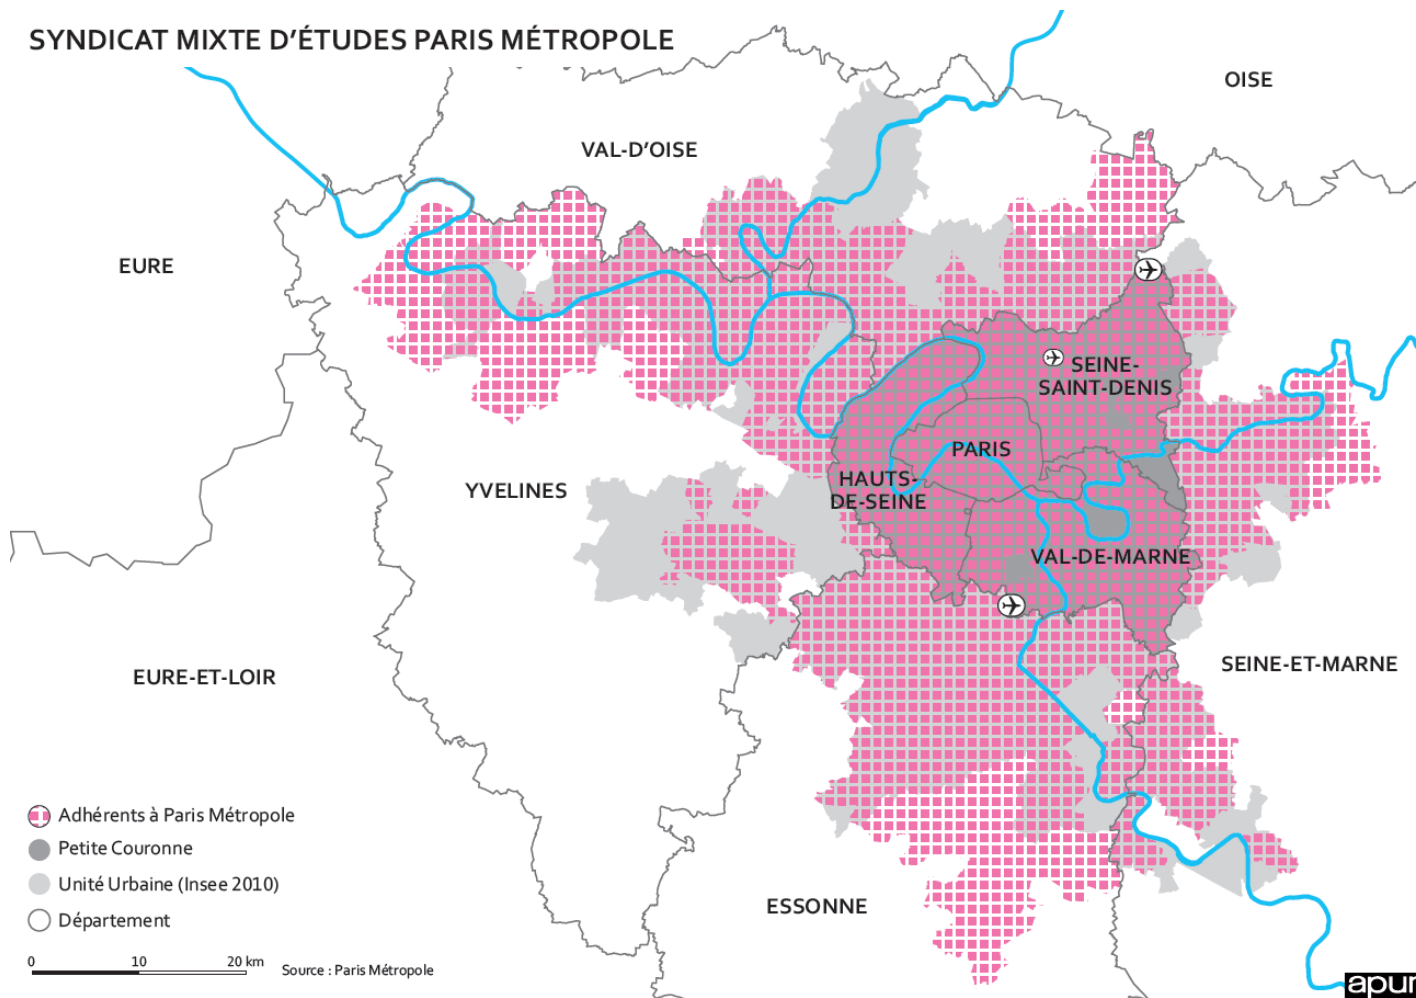 SYNDICAT MIXTE D'ÉTUDES PARIS MÉTROPOLE
OISE
VAL-D'OISE
EURE
SEINE-
SAINT-DENIS
PARIS
HAUTS-
DE-SEINE
YVELINES
VAL-DE-MARNE
EURE-ET-LOIR
SEINE-ET-MARNE
ESSONNE
Adhérents à Paris Métropole
Petite Couronne
Unité Urbaine (Insee 2010)
Département
0 10 20 km
Source : Paris Métropole
apur